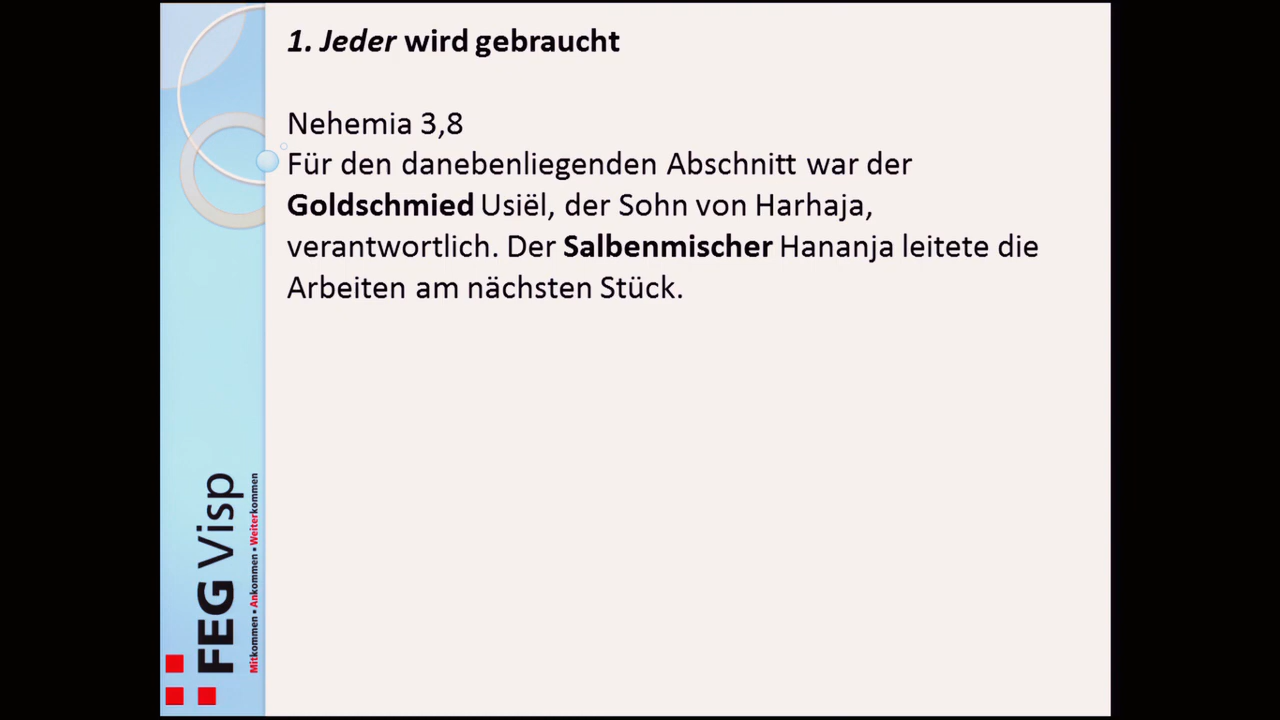 1. Jeder wird gebraucht
Nehemia 3,8
Für den danebenliegenden Abschnitt war der
Goldschmied Usiël, der Sohn von Harhaja,
verantwortlich. Der Salbenmischer Hananja leitete die
Arbeiten am nächsten Stück.
FEG Visp
Mitkommen • Ankommen • Weiterkommen